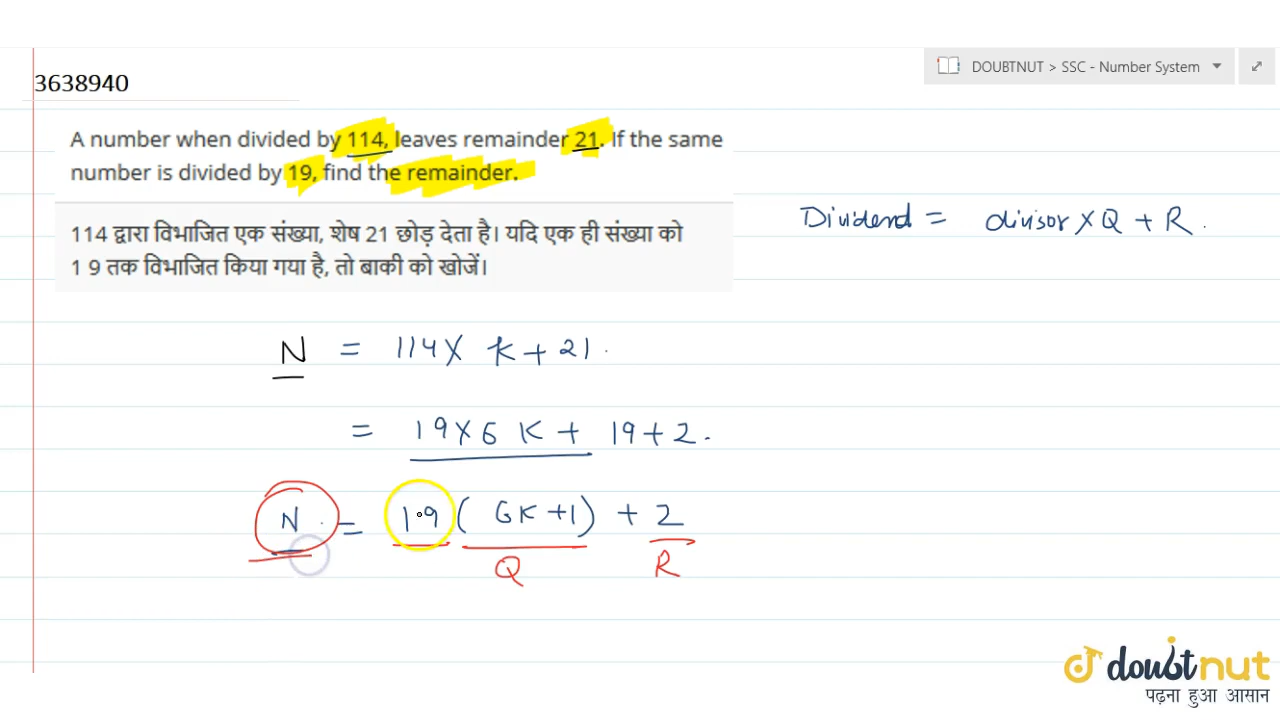 3638940
DOUBTNUT > SSC - Number System
A number when divided by 114, leaves remainder 21. If the same
number is divided by 19, find the remainder.
114 द्वारा विभाजित एक संख्या, शेष 21 छोड़ देता है। यदि एक ही संख्या को
1 9 तक विभाजित किया गया है, तो बाकी को खोजें।
Dividend = divisor × Q + R.
N = 114 × K + 21.
= 19 × 6 K + 19 + 2.
N = 19 ( 6K + 1 ) + 2
Q R
doubtnut
पढ़ना हुआ आसान